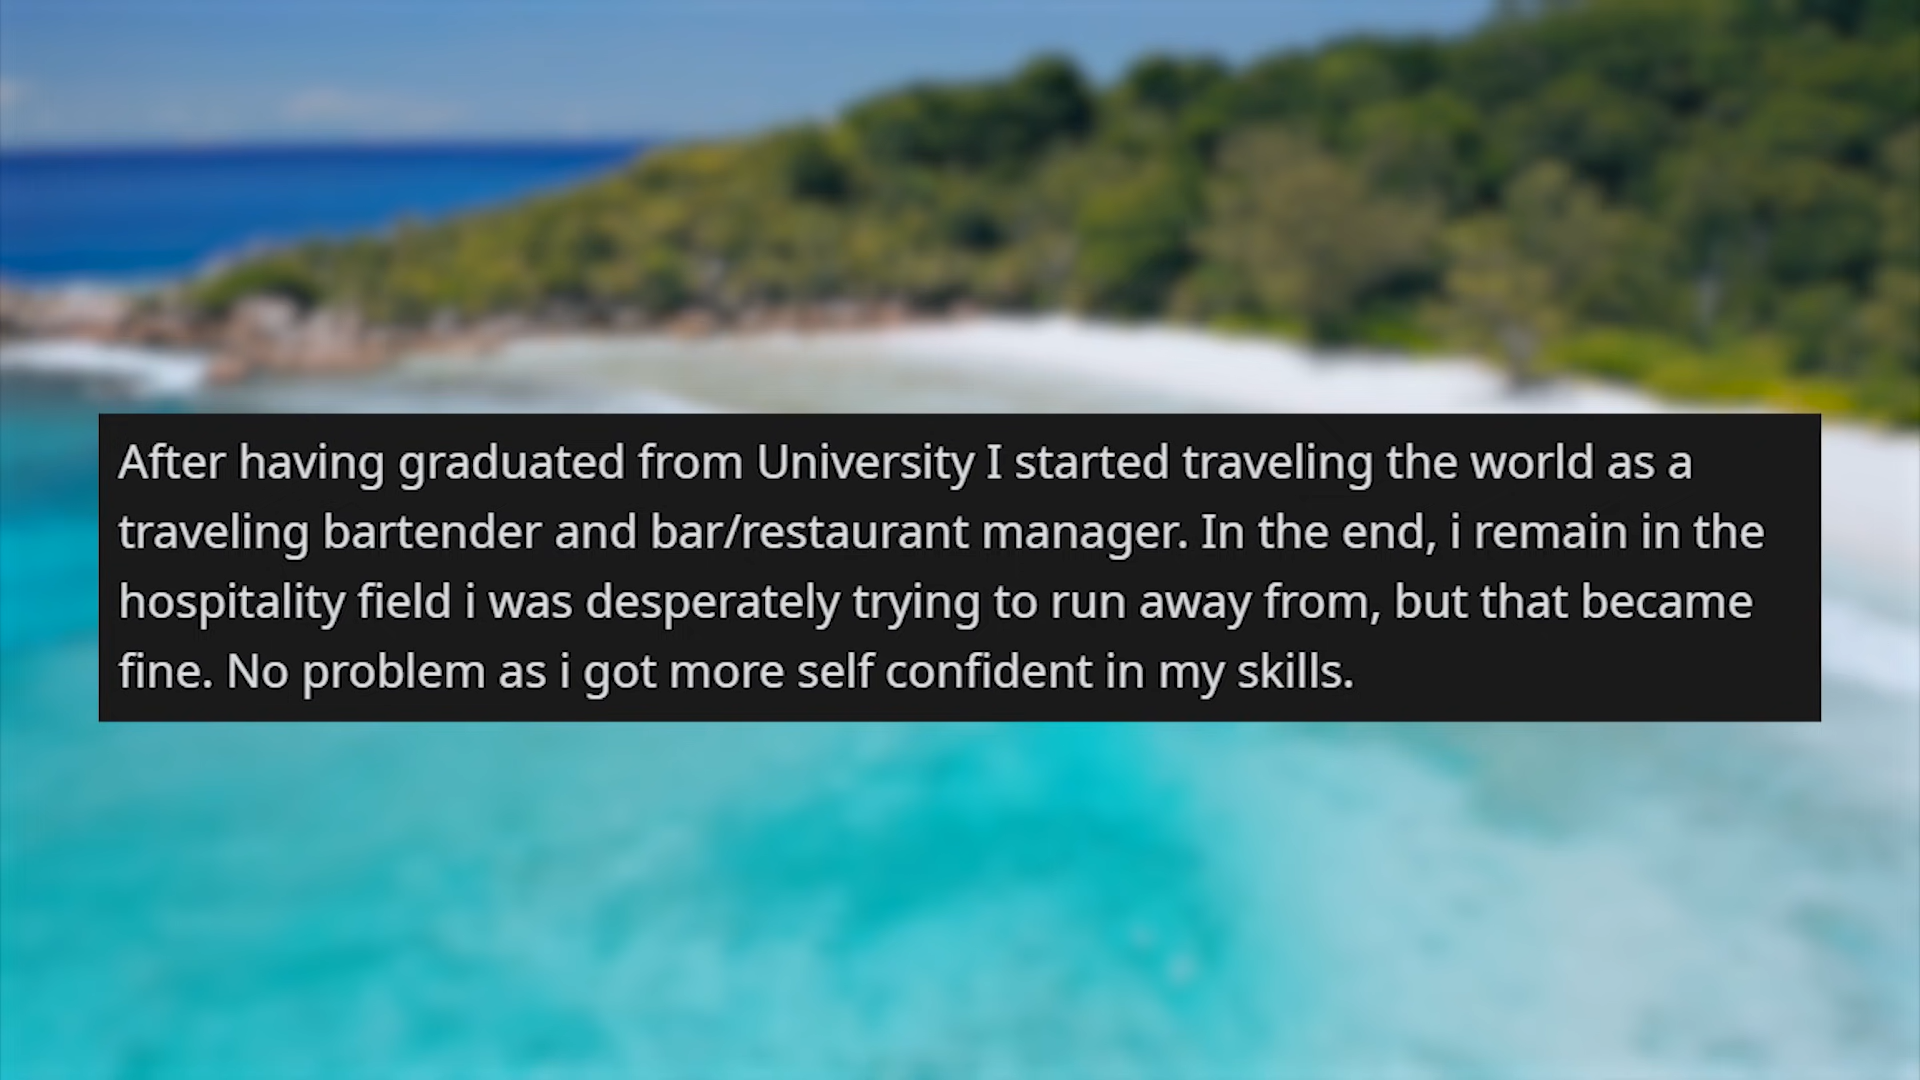 After having graduated from University I started traveling the world as a
traveling bartender and bar/restaurant manager. In the end, i remain in the
hospitality field i was desperately trying to run away from, but that became
fine. No problem as i got more self confident in my skills.